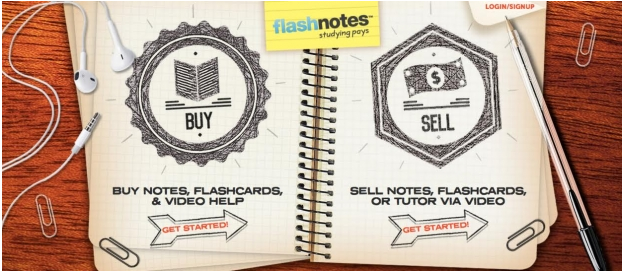 LOGIN/SIGNUP
flashnotes™
studying pays
BUY
BUY NOTES, FLASHCARDS,
& VIDEO HELP
GET STARTED!
$
SELL
SELL NOTES, FLASHCARDS,
OR TUTOR VIA VIDEO
GET STARTED!